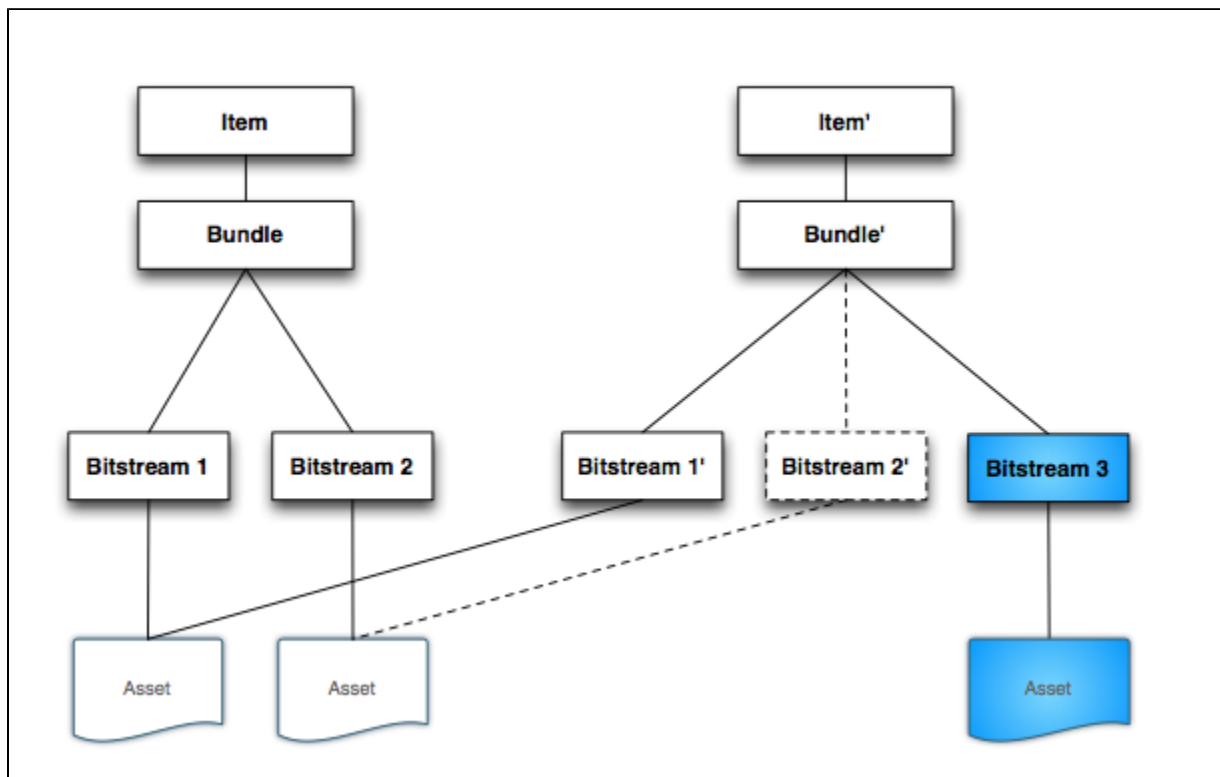 Item
Item'
Bundle
Bundle'
Bitstream 1
Bitstream 2
Bitstream 1'
Bitstream 2'
Bitstream 3
Asset
Asset
Asset